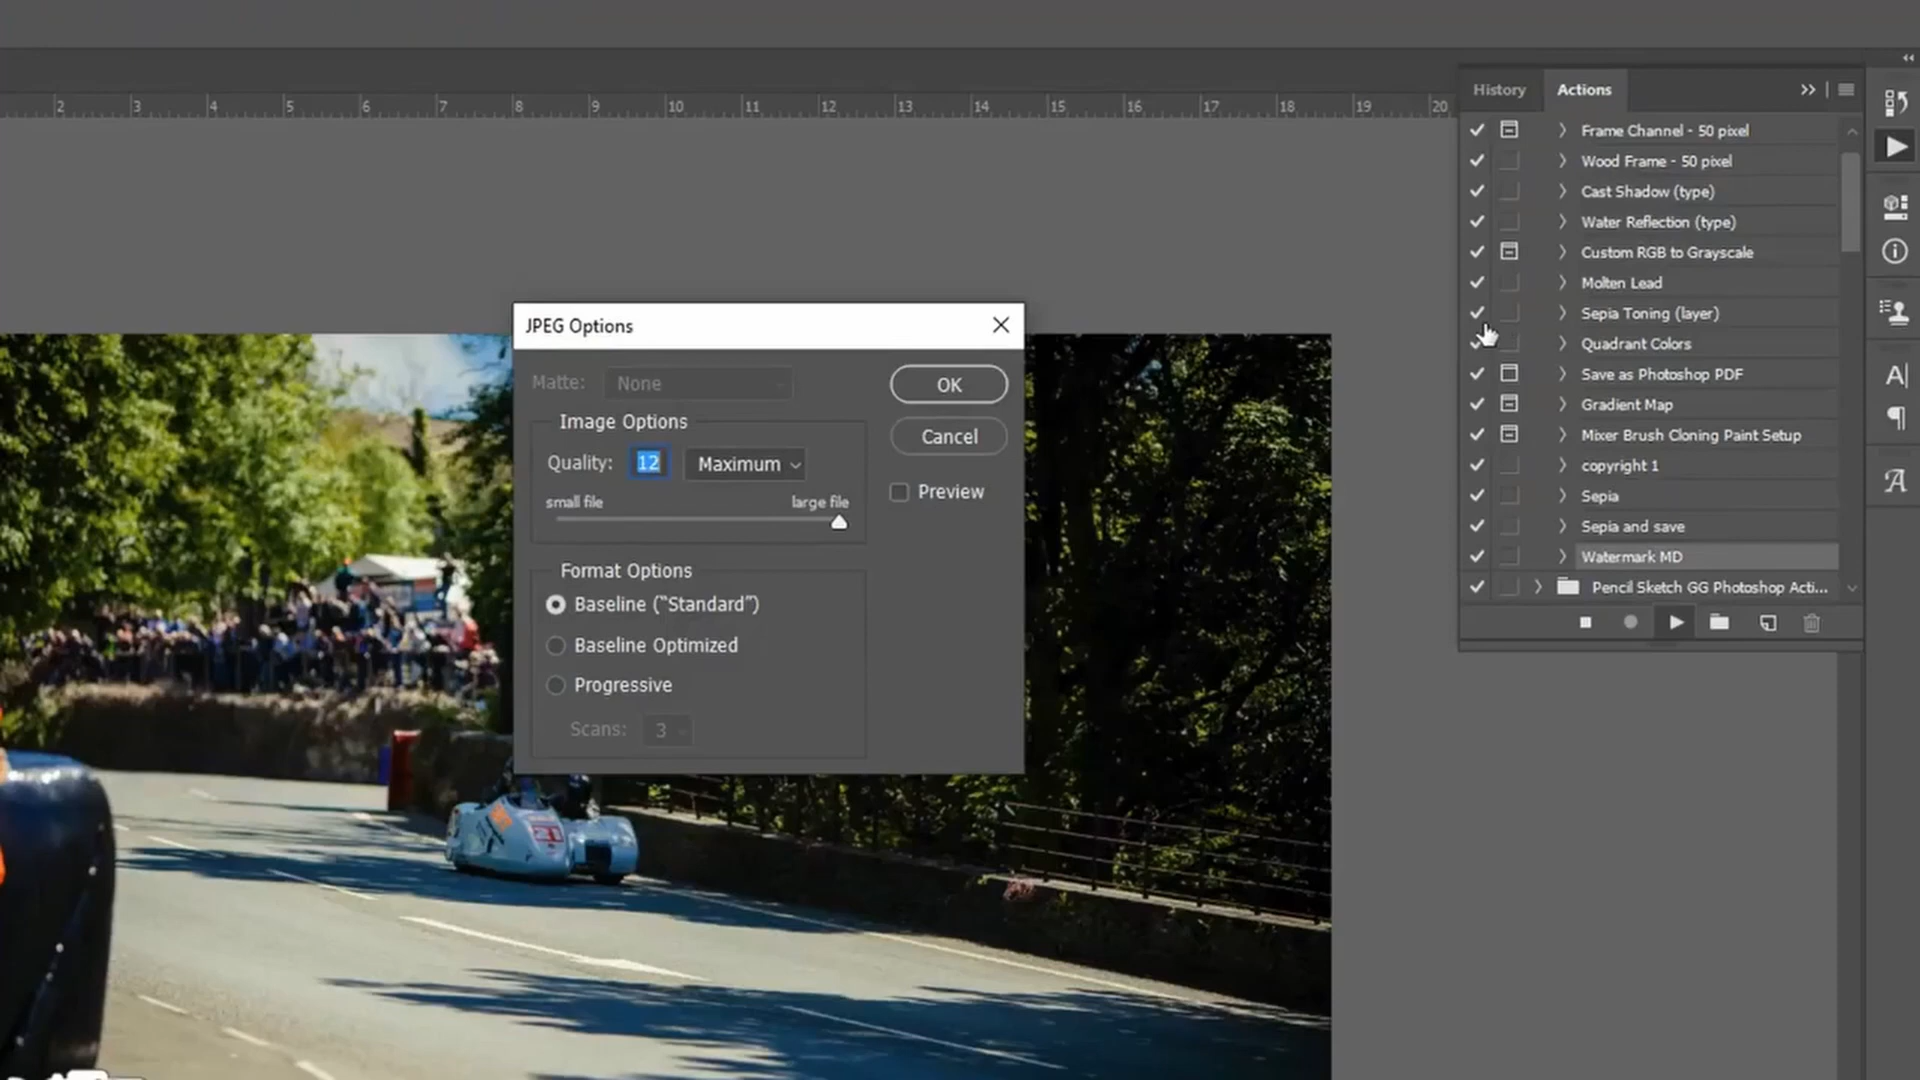 2 3 4 5 6 7 8 9 10 11 12 13 14 15 16 17 18 19 20
History Actions
Frame Channel - 50 pixel
Wood Frame - 50 pixel
Cast Shadow (type)
Water Reflection (type)
Custom RGB to Grayscale
Molten Lead
Sepia Toning (layer)
Quadrant Colors
Save as Photoshop PDF
Gradient Map
Mixer Brush Cloning Paint Setup
copyright 1
Sepia
Sepia and save
Watermark MD
Pencil Sketch GG Photoshop Acti...
JPEG Options
Matte: None
OK
Image Options
Cancel
Quality: 12 Maximum
Preview
small file large file
Format Options
Baseline (“Standard”)
Baseline Optimized
Progressive
Scans: 3
21